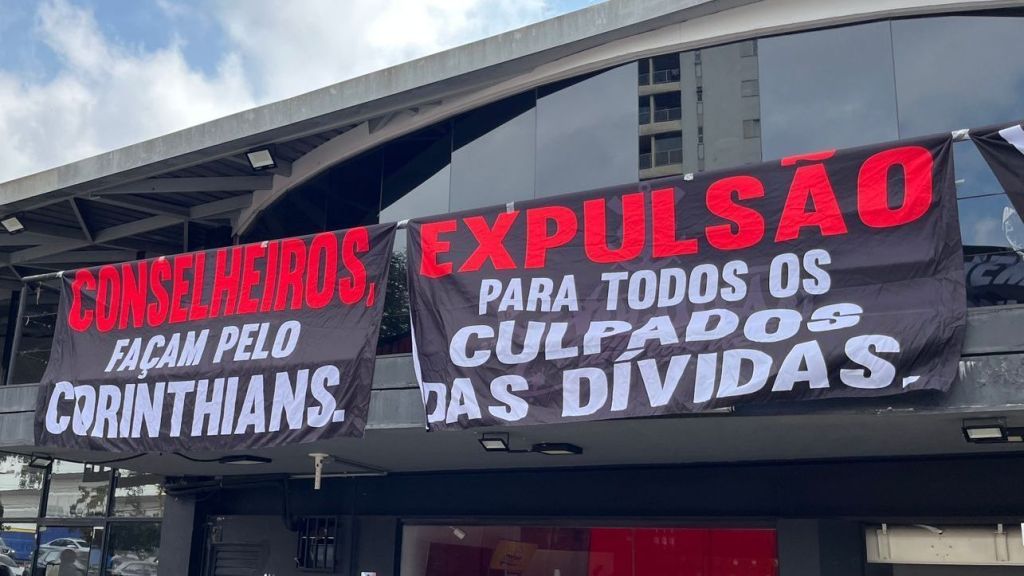 CONSELHEIROS,
FAÇAM PELO
CORINTHIANS.
EXPULSÃO
PARA TODOS OS
CULPADOS
DAS DÍVIDAS.